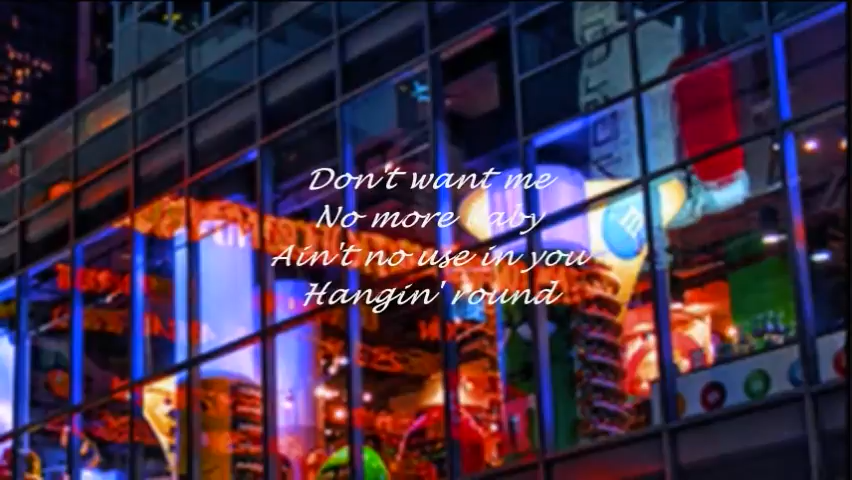 Don't want me
No more baby
Ain't no use in you
Hangin' round